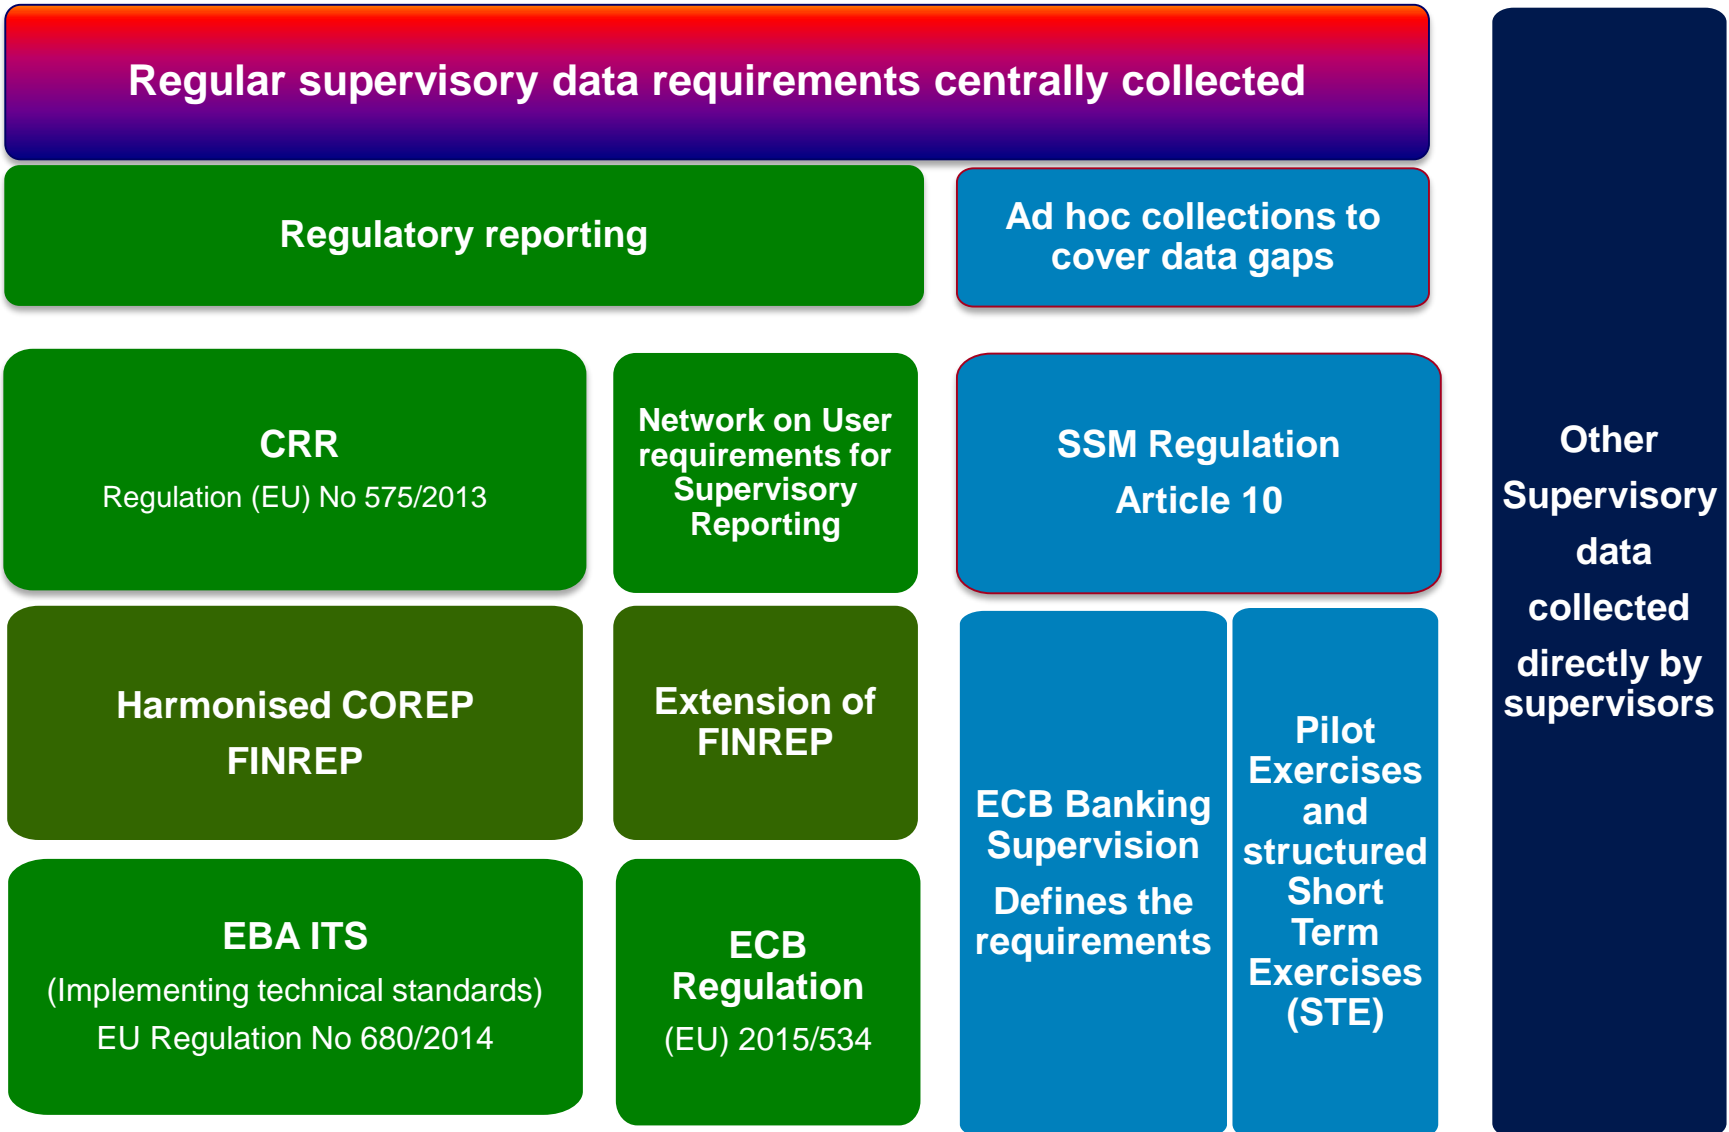 Regular supervisory data requirements centrally collected
Regulatory reporting
Ad hoc collections to
cover data gaps
CRR
Regulation (EU) No 575/2013
Network on User
requirements for
Supervisory
Reporting
SSM Regulation
Article 10
Harmonised COREP
FINREP
Extension of
FINREP
EBA ITS
(Implementing technical standards)
EU Regulation No 680/2014
ECB
Regulation
(EU) 2015/534
ECB Banking
Supervision
Defines the
requirements
Pilot
Exercises
and
structured
Short
Term
Exercises
(STE)
Other
Supervisory
data
collected
directly by
supervisors